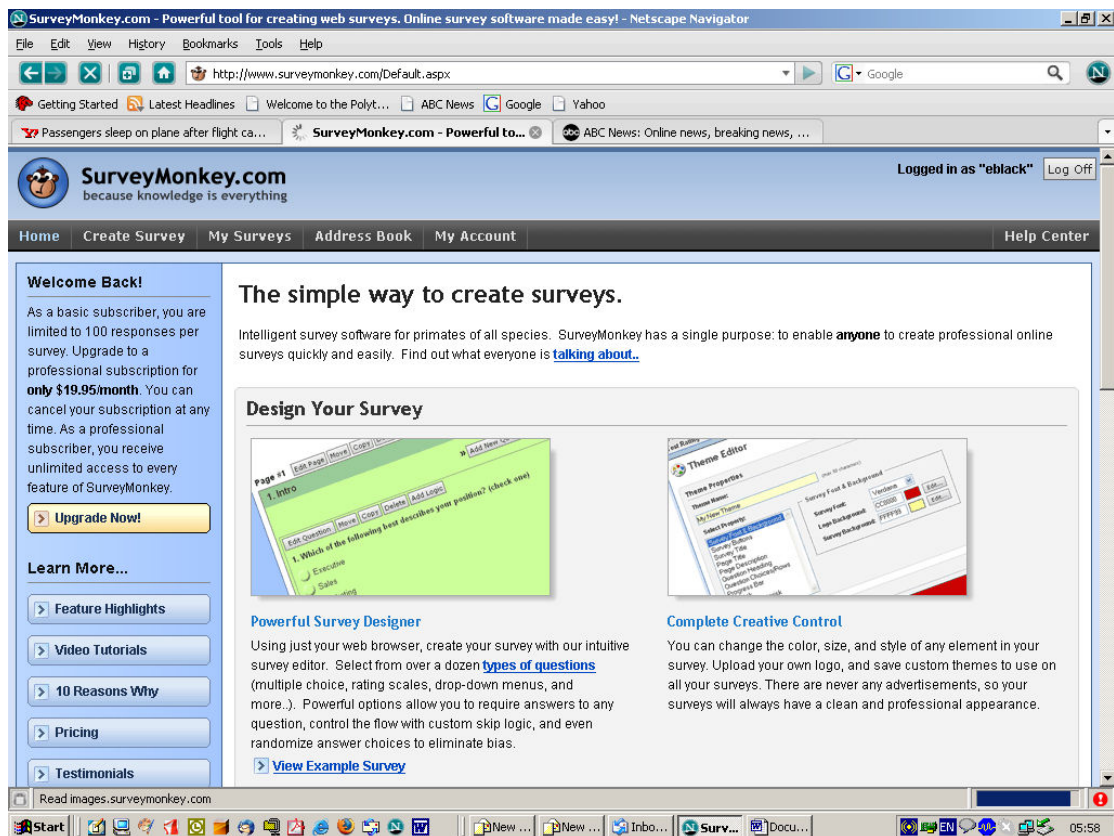 SurveyMonkey.com - Powerful tool for creating web surveys. Online survey software made easy! - Netscape Navigator
File Edit View History Bookmarks Tools Help
http://www.surveymonkey.com/Default.aspx
Google
Getting Started Latest Headlines Welcome to the Polyt... ABC News Google Yahoo
Passengers sleep on plane after flight ca... SurveyMonkey.com - Powerful to... ABC News: Online news, breaking news, ...
SurveyMonkey.com
because knowledge is everything
Logged in as "eblack" Log Off
Home Create Survey My Surveys Address Book My Account Help Center
Welcome Back!
As a basic subscriber, you are
limited to 100 responses per
survey. Upgrade to a
professional subscription for
only $19.95/month. You can
cancel your subscription at any
time. As a professional
subscriber, you receive
unlimited access to every
feature of SurveyMonkey.
Upgrade Now!
Learn More...
Feature Highlights
Video Tutorials
10 Reasons Why
Pricing
Testimonials
The simple way to create surveys.
Intelligent survey software for primates of all species. SurveyMonkey has a single purpose: to enable anyone to create professional online
surveys quickly and easily. Find out what everyone is talking about..
Design Your Survey
Page #1 Edit Page Move Copy
» Add New
1. Intro
Edit Question Move Copy Delete Add Logic
1. Which of the following best describes your position? (check one)
Executive
Sales
Theme Editor
Theme Properties
Theme Name:
My New Theme
Select Property:
Survey Font & Background
Survey Buttons
Survey Title
Page Title
Page Description
Question Heading
Question Choices/Rows
Progress Bar
Survey Font & Background
Survey Font: Verdana
CC0000 Edit...
Logo Background: FFFF99 Edit...
Survey Background:
Powerful Survey Designer
Using just your web browser, create your survey with our intuitive
survey editor. Select from over a dozen types of questions
(multiple choice, rating scales, drop-down menus, and
more..). Powerful options allow you to require answers to any
question, control the flow with custom skip logic, and even
randomize answer choices to eliminate bias.
View Example Survey
Complete Creative Control
You can change the color, size, and style of any element in your
survey. Upload your own logo, and save custom themes to use on
all your surveys. There are never any advertisements, so your
surveys will always have a clean and professional appearance.
Read images.surveymonkey.com
Start New ... New ... Inbo... Surv... Docu... EN 05:58